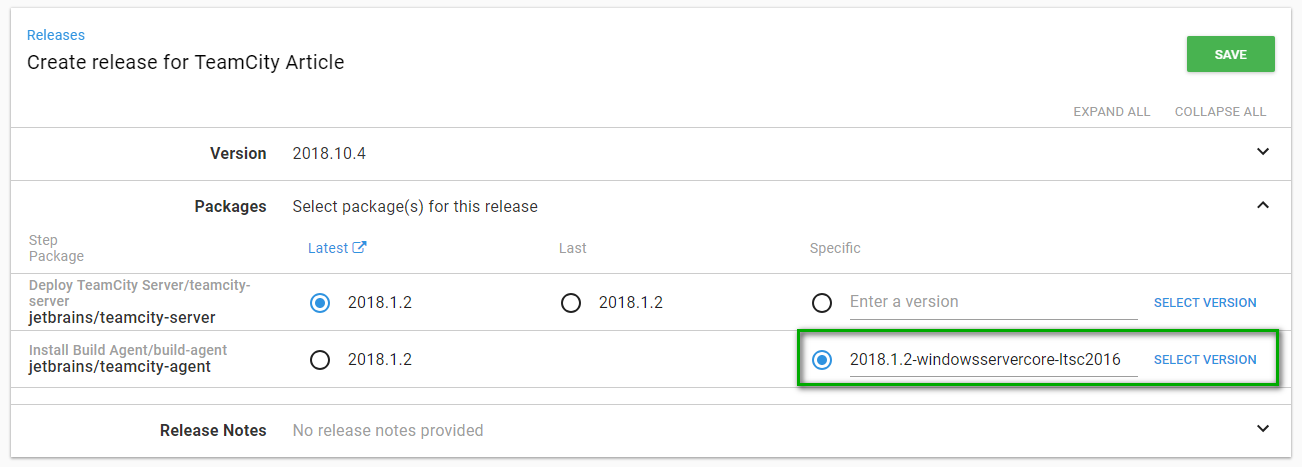 Releases
Create release for TeamCity Article
SAVE
EXPAND ALL COLLAPSE ALL
Version 2018.10.4
Packages Select package(s) for this release
Step
Package
Latest Last Specific
Deploy TeamCity Server/teamcity-
server
jetbrains/teamcity-server
2018.1.2 2018.1.2 Enter a version SELECT VERSION
Install Build Agent/build-agent
jetbrains/teamcity-agent
2018.1.2 2018.1.2-windowsservercore-ltsc2016 SELECT VERSION
Release Notes No release notes provided